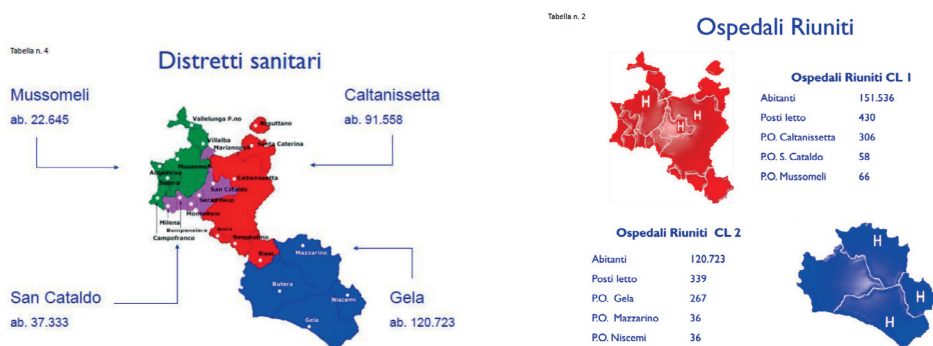 Tabella n. 4
Distretti sanitari
Mussomeli
ab. 22.645
Caltanissetta
ab. 91.558
Vallelunga P.no
Resuttano
Villalba
Marianopoli
Santa Caterina
Mussomeli
Acquaviva
Sutera
Caltanissetta
San Cataldo
Serradifalco
Montedoro
Milena
Bompensiere
Campofranco
Delia
Sommatino
Riesi
Mazzarino
Butera
Niscemi
Gela
San Cataldo
ab. 37.333
Gela
ab. 120.723
Tabella n. 2
Ospedali Riuniti
H
H
H
Ospedali Riuniti CL 1
Abitanti 151.536
Posti letto 430
P.O. Caltanissetta 306
P.O. S. Cataldo 58
P.O. Mussomeli 66
Ospedali Riuniti CL 2
Abitanti 120.723
Posti letto 339
P.O. Gela 267
P.O. Mazzarino 36
P.O. Niscemi 36
H
H
H